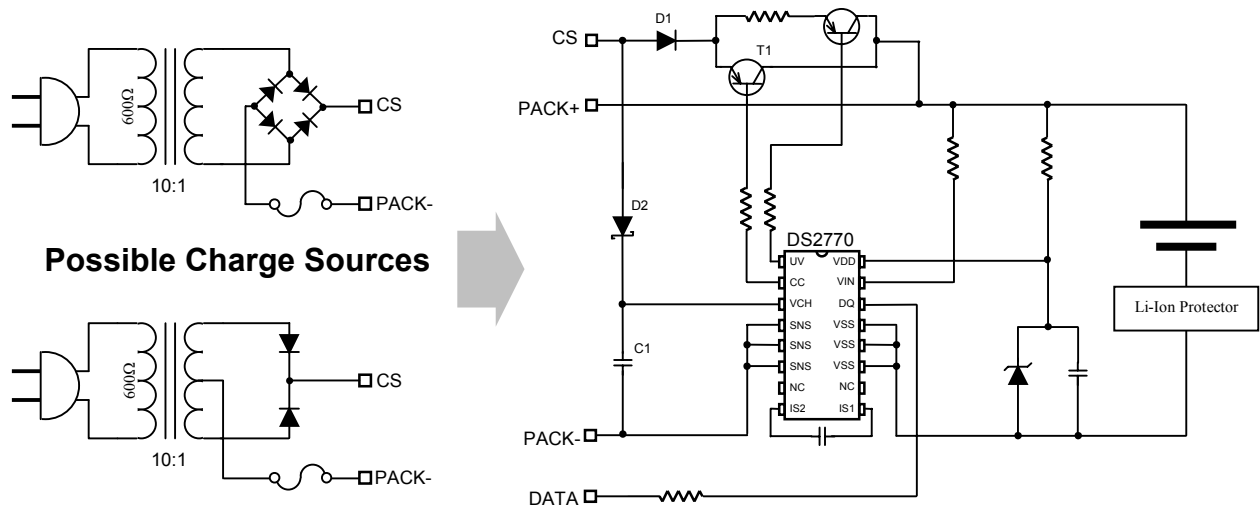 600Ω
10:1
CS
PACK-
Possible Charge Sources
600Ω
10:1
CS
PACK-
CS
D1
T1
PACK+
D2
DS2770
UV VDD
CC VIN
VCH DQ
SNS VSS
SNS VSS
SNS VSS
NC NC
IS2 IS1
C1
Li-Ion Protector
PACK-
DATA